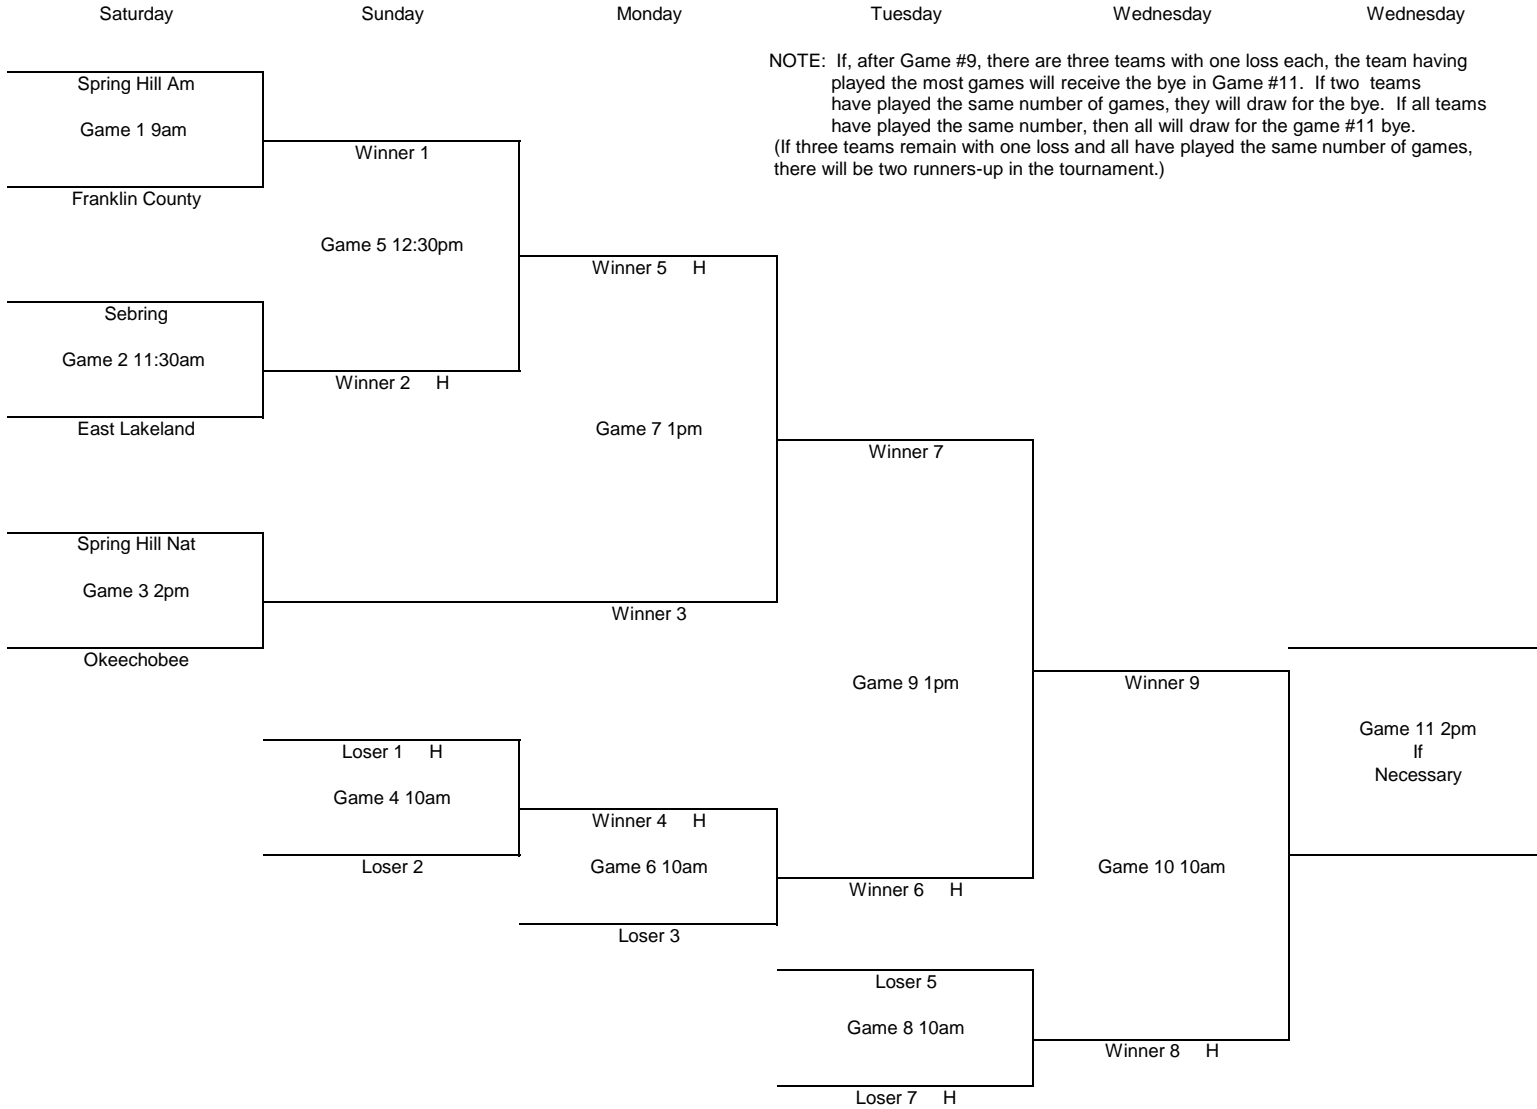 Saturday Sunday Monday Tuesday Wednesday Wednesday
NOTE: If, after Game #9, there are three teams with one loss each, the team having
played the most games will receive the bye in Game #11. If two teams
have played the same number of games, they will draw for the bye. If all teams
have played the same number, then all will draw for the game #11 bye.
(If three teams remain with one loss and all have played the same number of games,
there will be two runners-up in the tournament.)
Spring Hill Am
Game 1 9am
Franklin County
Sebring
Game 2 11:30am
East Lakeland
Spring Hill Nat
Game 3 2pm
Okeechobee
Winner 1
Game 5 12:30pm
Winner 2 H
Loser 1 H
Game 4 10am
Loser 2
Winner 5 H
Game 7 1pm
Winner 3
Winner 4 H
Game 6 10am
Loser 3
Winner 7
Game 9 1pm
Winner 6 H
Loser 5
Game 8 10am
Loser 7 H
Winner 9
Game 10 10am
Winner 8 H
Game 11 2pm
If
Necessary